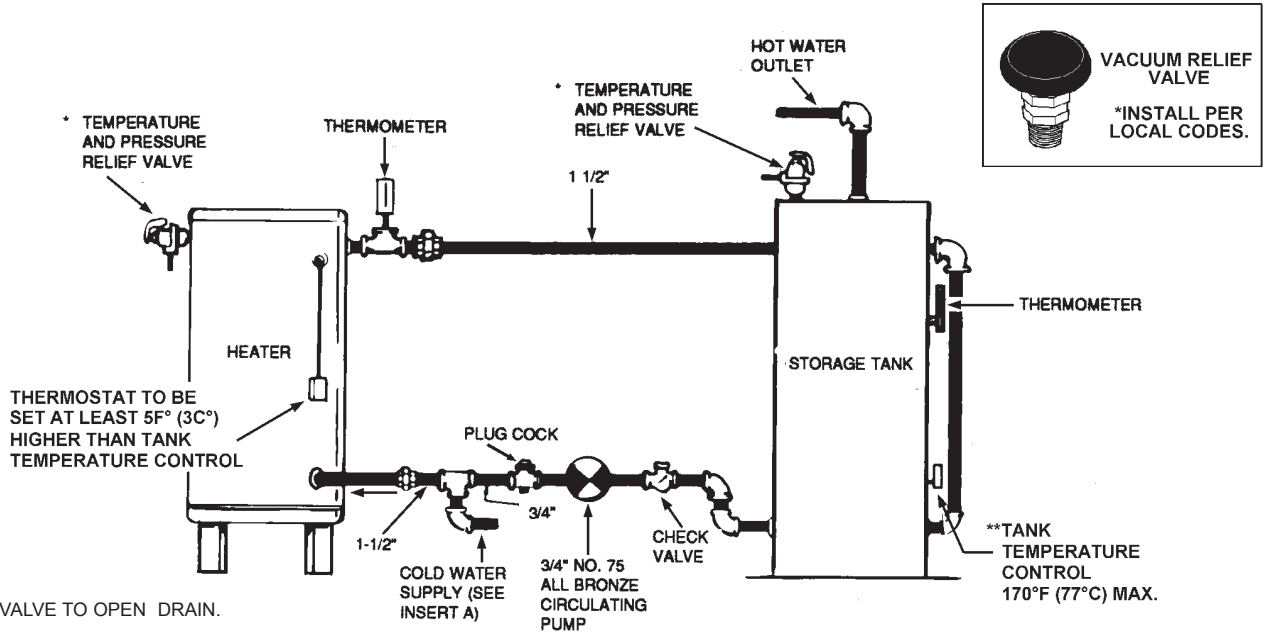 HOT WATER
OUTLET
VACUUM RELIEF
VALVE
*INSTALL PER
LOCAL CODES.
* TEMPERATURE
AND PRESSURE
RELIEF VALVE
THERMOMETER
* TEMPERATURE
AND PRESSURE
RELIEF VALVE
1 1/2"
THERMOMETER
HEATER
STORAGE TANK
THERMOSTAT TO BE
SET AT LEAST 5F° (3C°)
HIGHER THAN TANK
TEMPERATURE CONTROL
PLUG COCK
3/4"
1-1/2"
CHECK
VALVE
**TANK
TEMPERATURE
CONTROL
170°F (77°C) MAX.
COLD WATER
SUPPLY (SEE
INSERT A)
3/4" NO. 75
ALL BRONZE
CIRCULATING
PUMP
VALVE TO OPEN DRAIN.